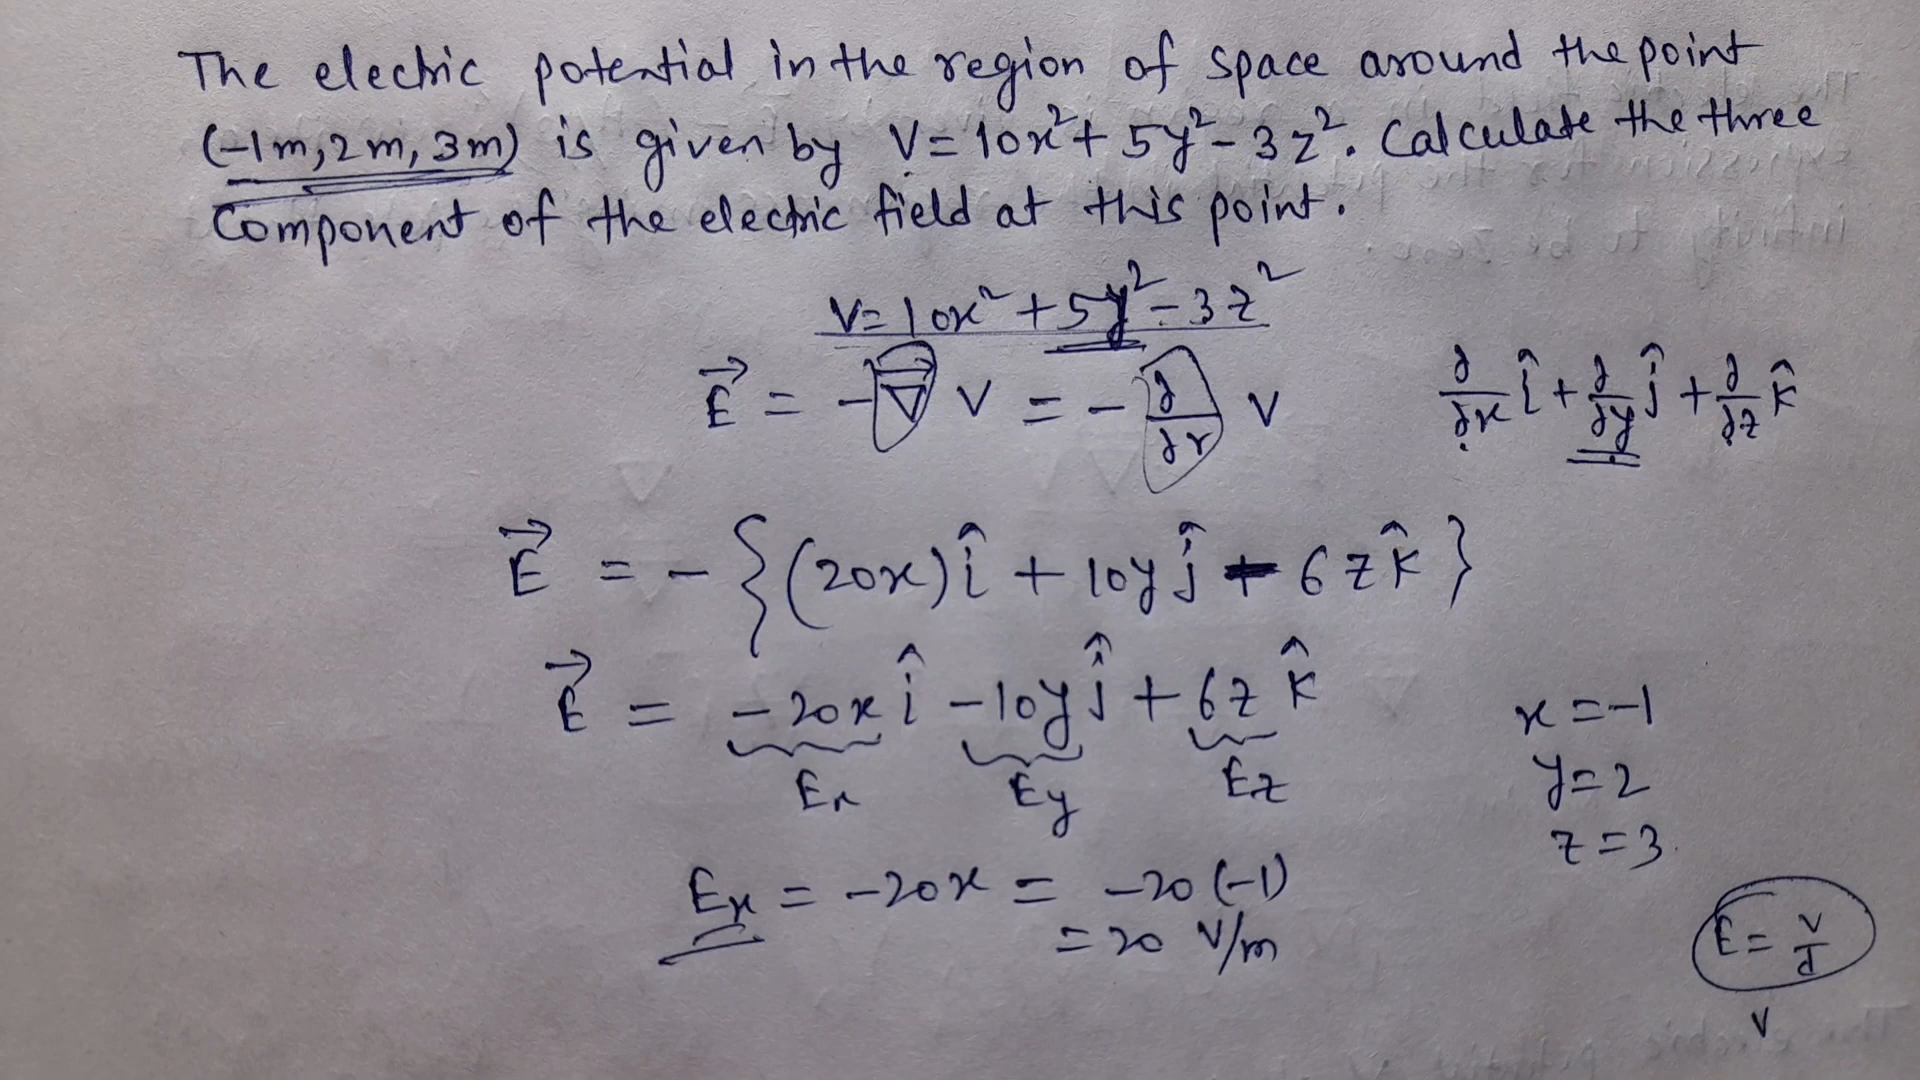 The electric potential in the region of space around the point
(-1m, 2m, 3m) is given by V = 10x² + 5y² - 3z². Calculate the three
Component of the electric field at this point.
V = 10x² + 5y² - 3z²
E⃗ = - ∇⃗ V = - ∂/∂r V
∂/∂x î + ∂/∂y ĵ + ∂/∂z k̂
E⃗ = - {(20x) î + 10y ĵ - 6z k̂}
E⃗ = -20x î - 10y ĵ + 6z k̂
Ex Ey Ez
x = -1
y = 2
z = 3
Ex = -20x = -20(-1)
= 20 V/m
E = V/d
V